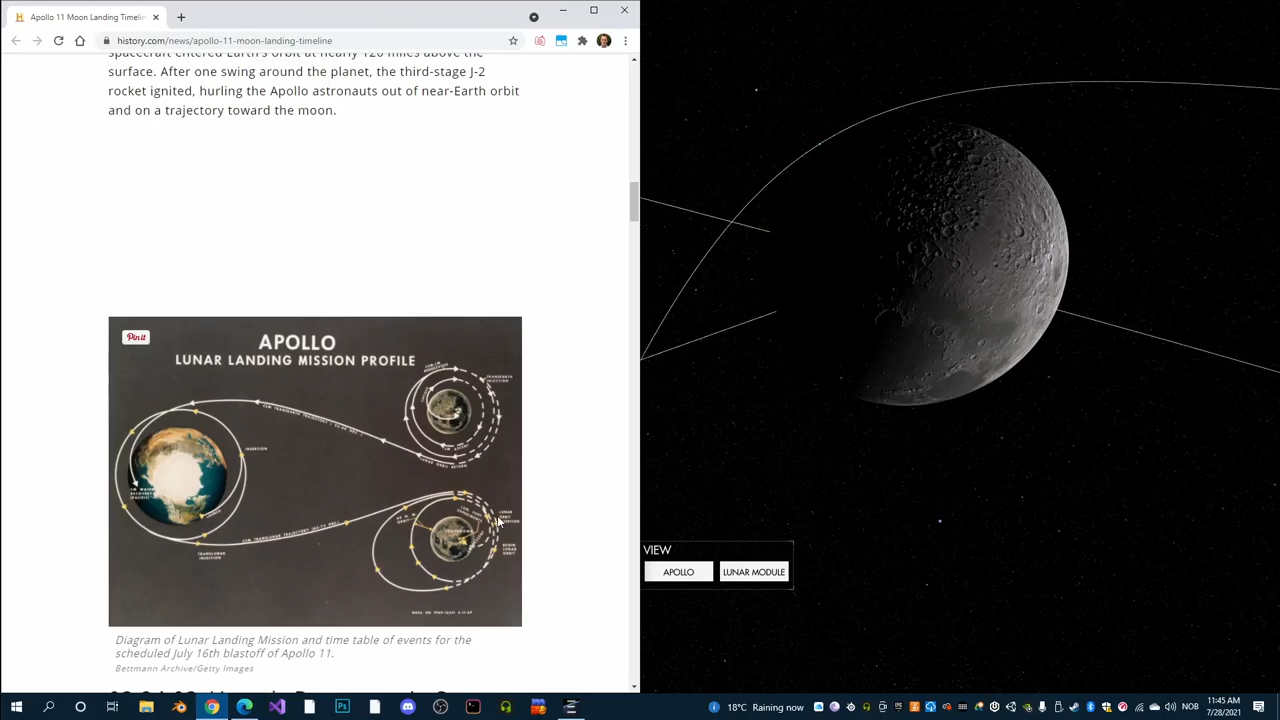 Apollo 11 Moon Landing Timelin
history.com/news/apollo-11-moon-landing-timeline
surface. After one swing around the planet, the third-stage J-2
rocket ignited, hurling the Apollo astronauts out of near-Earth orbit
and on a trajectory toward the moon.
Pin it
APOLLO
LUNAR LANDING MISSION PROFILE
INSERTION
TRANSLUNAR
INJECTION
Diagram of Lunar Landing Mission and time table of events for the
scheduled July 16th blastoff of Apollo 11.
Bettmann Archive/Getty Images
VIEW
APOLLO
LUNAR MODULE
18°C Raining now
NOB
11:45 AM
7/28/2021